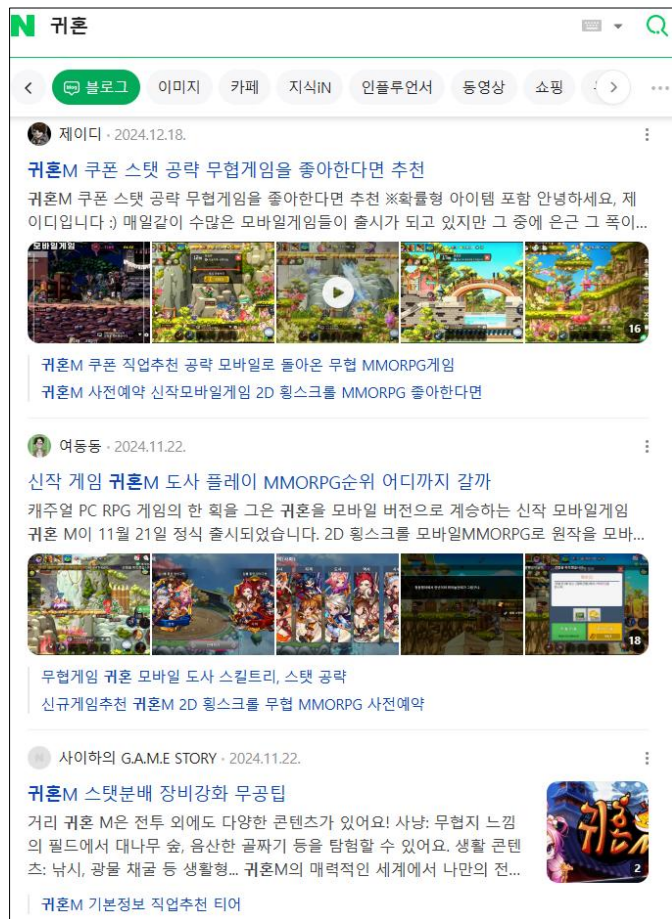 N 귀혼
블로그 이미지 카페 지식iN 인플루언서 동영상 쇼핑
제이디 · 2024.12.18.
귀혼M 쿠폰 스탯 공략 무협게임을 좋아한다면 추천
귀혼M 쿠폰 스탯 공략 무협게임을 좋아한다면 추천 ※확률형 아이템 포함 안녕하세요, 제
이디입니다 :) 매일같이 수많은 모바일게임들이 출시가 되고 있지만 그 중에 은근 그 폭이...
모바일게임
16
귀혼M 쿠폰 직업추천 공략 모바일로 돌아온 무협 MMORPG게임
귀혼M 사전예약 신작모바일게임 2D 횡스크롤 MMORPG 좋아한다면
여동동 · 2024.11.22.
신작 게임 귀혼M 도사 플레이 MMORPG순위 어디까지 갈까
캐주얼 PC RPG 게임의 한 획을 그은 귀혼을 모바일 버전으로 계승하는 신작 모바일게임
귀혼 M이 11월 21일 정식 출시되었습니다. 2D 횡스크롤 모바일MMORPG로 원작을 모바...
18
무협게임 귀혼 모바일 도사 스킬트리, 스탯 공략
신규게임추천 귀혼M 2D 횡스크롤 무협 MMORPG 사전예약
사이하의 G.A.M.E STORY · 2024.11.22.
귀혼M 스탯분배 장비강화 무공팁
거리 귀혼 M은 전투 외에도 다양한 콘텐츠가 있어요! 사냥: 무협지 느낌
의 필드에서 대나무 숲, 음산한 골짜기 등을 탐험할 수 있어요. 생활 콘텐
츠: 낚시, 광물 채굴 등 생활형... 귀혼M의 매력적인 세계에서 나만의 전...
귀혼M
2
귀혼M 기본정보 직업추천 티어